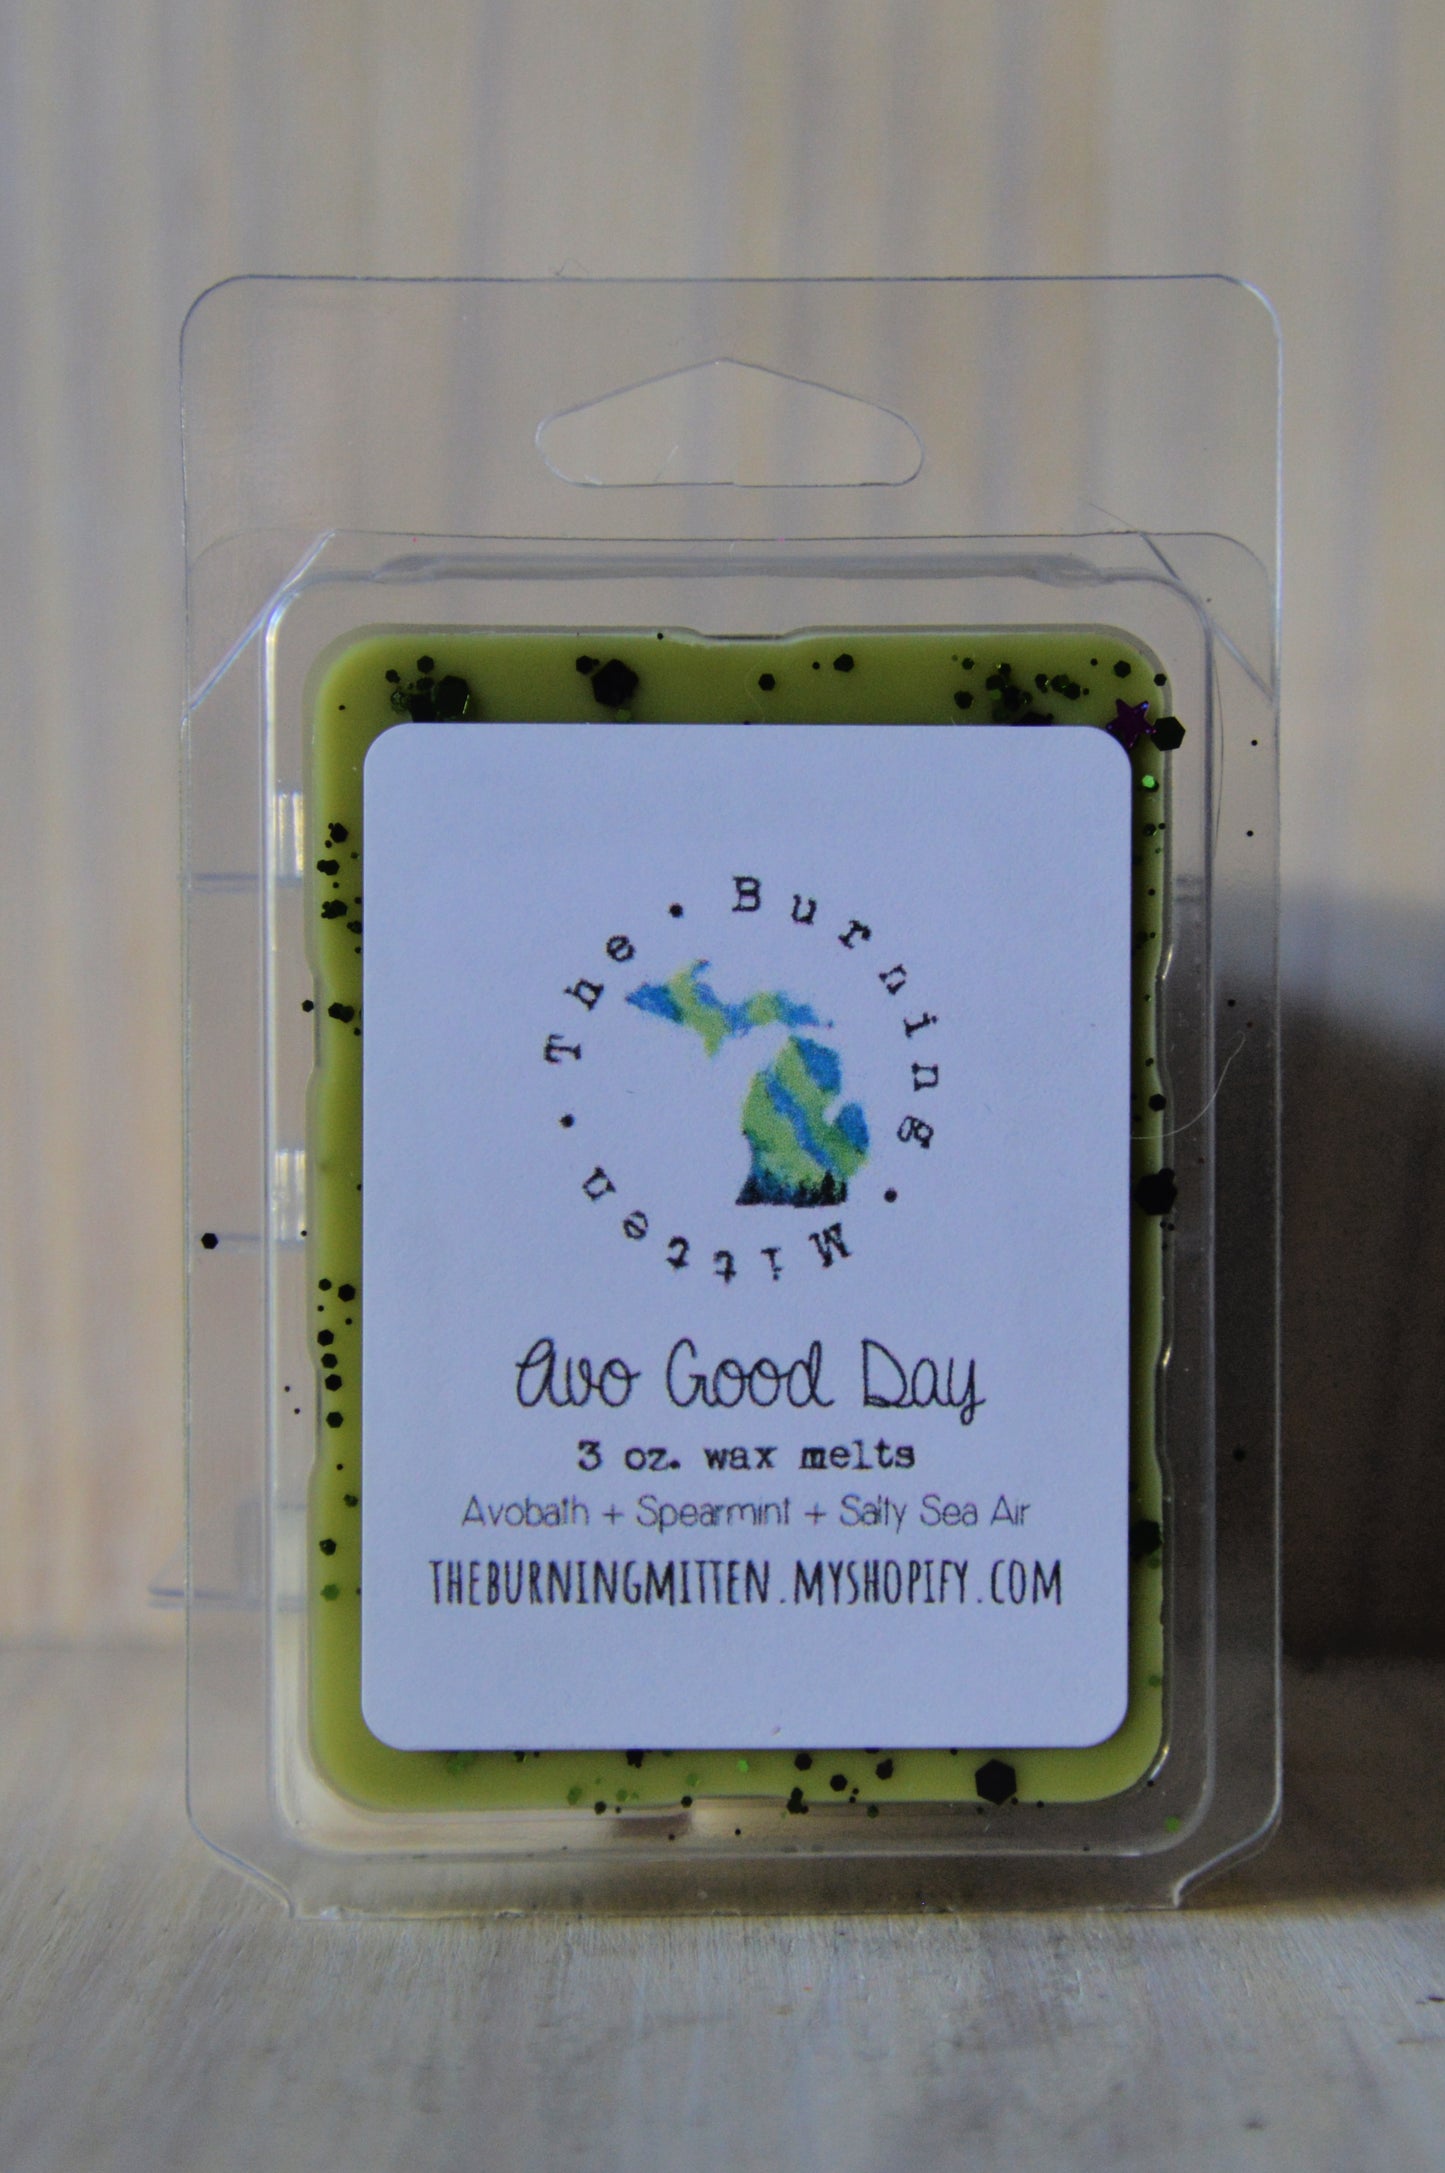 The • Burning • Mitten •
Avo Good Day
3 oz. wax melts
Avobath + Spearmint + Salty Sea Air
THEBURNINGMITTEN.MYSHOPIFY.COM